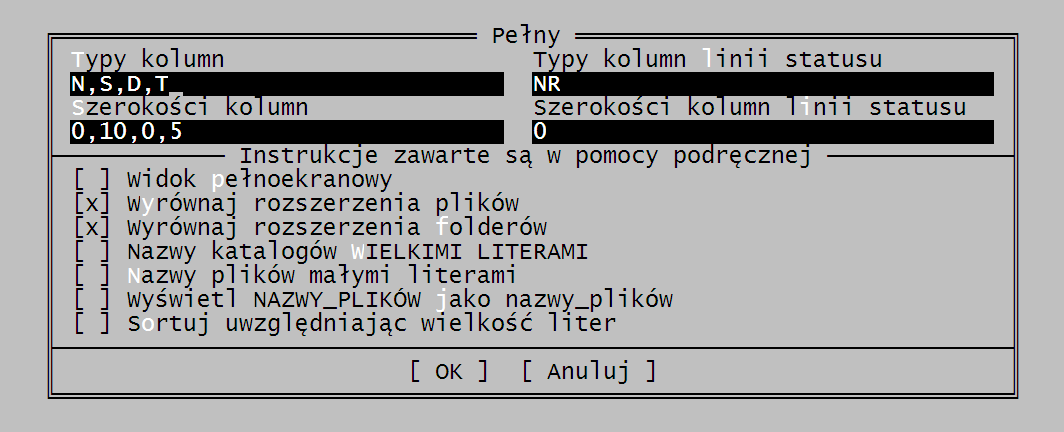 Pełny
Typy kolumn Typy kolumn linii statusu
N,S,D,T NR
Szerokości kolumn Szerokości kolumn linii statusu
0,10,0,5 0
Instrukcje zawarte są w pomocy podręcznej
[ ] Widok pełnoekranowy
[x] Wyrównaj rozszerzenia plików
[x] Wyrównaj rozszerzenia folderów
[ ] Nazwy katalogów WIELKIMI LITERAMI
[ ] Nazwy plików małymi literami
[ ] Wyświetl NAZWY_PLIKÓW jako nazwy_plików
[ ] Sortuj uwzględniając wielkość liter
[ OK ] [ Anuluj ]